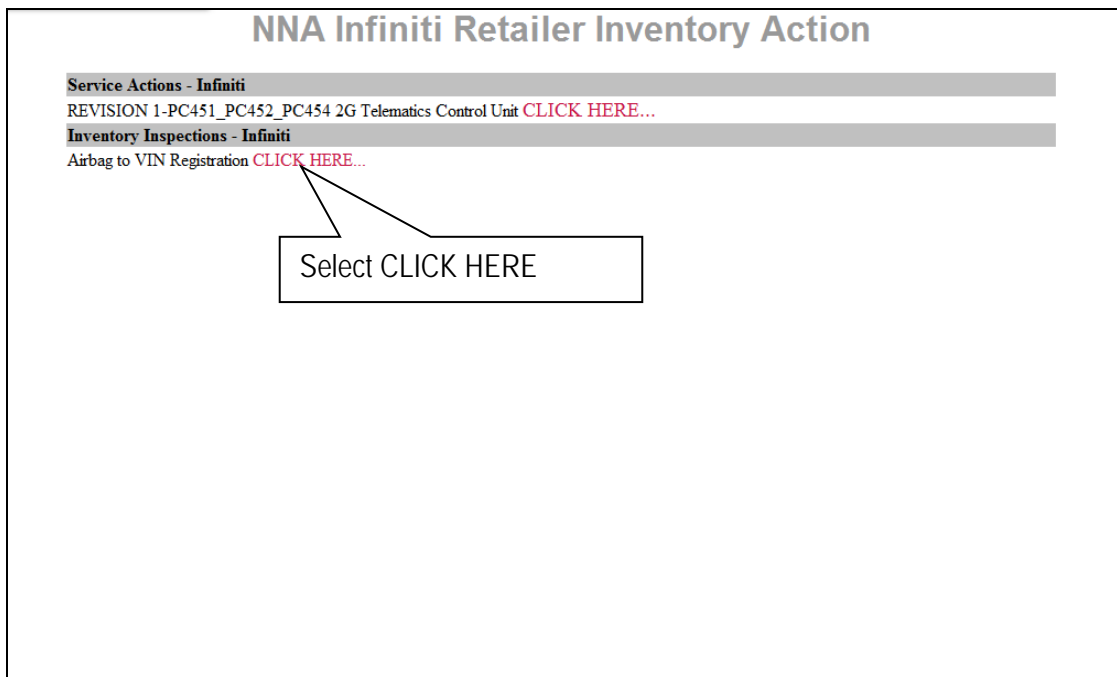 NNA Infiniti Retailer Inventory Action
Service Actions - Infiniti
REVISION 1-PC451_PC452_PC454 2G Telematics Control Unit CLICK HERE...
Inventory Inspections - Infiniti
Airbag to VIN Registration CLICK HERE...
Select CLICK HERE